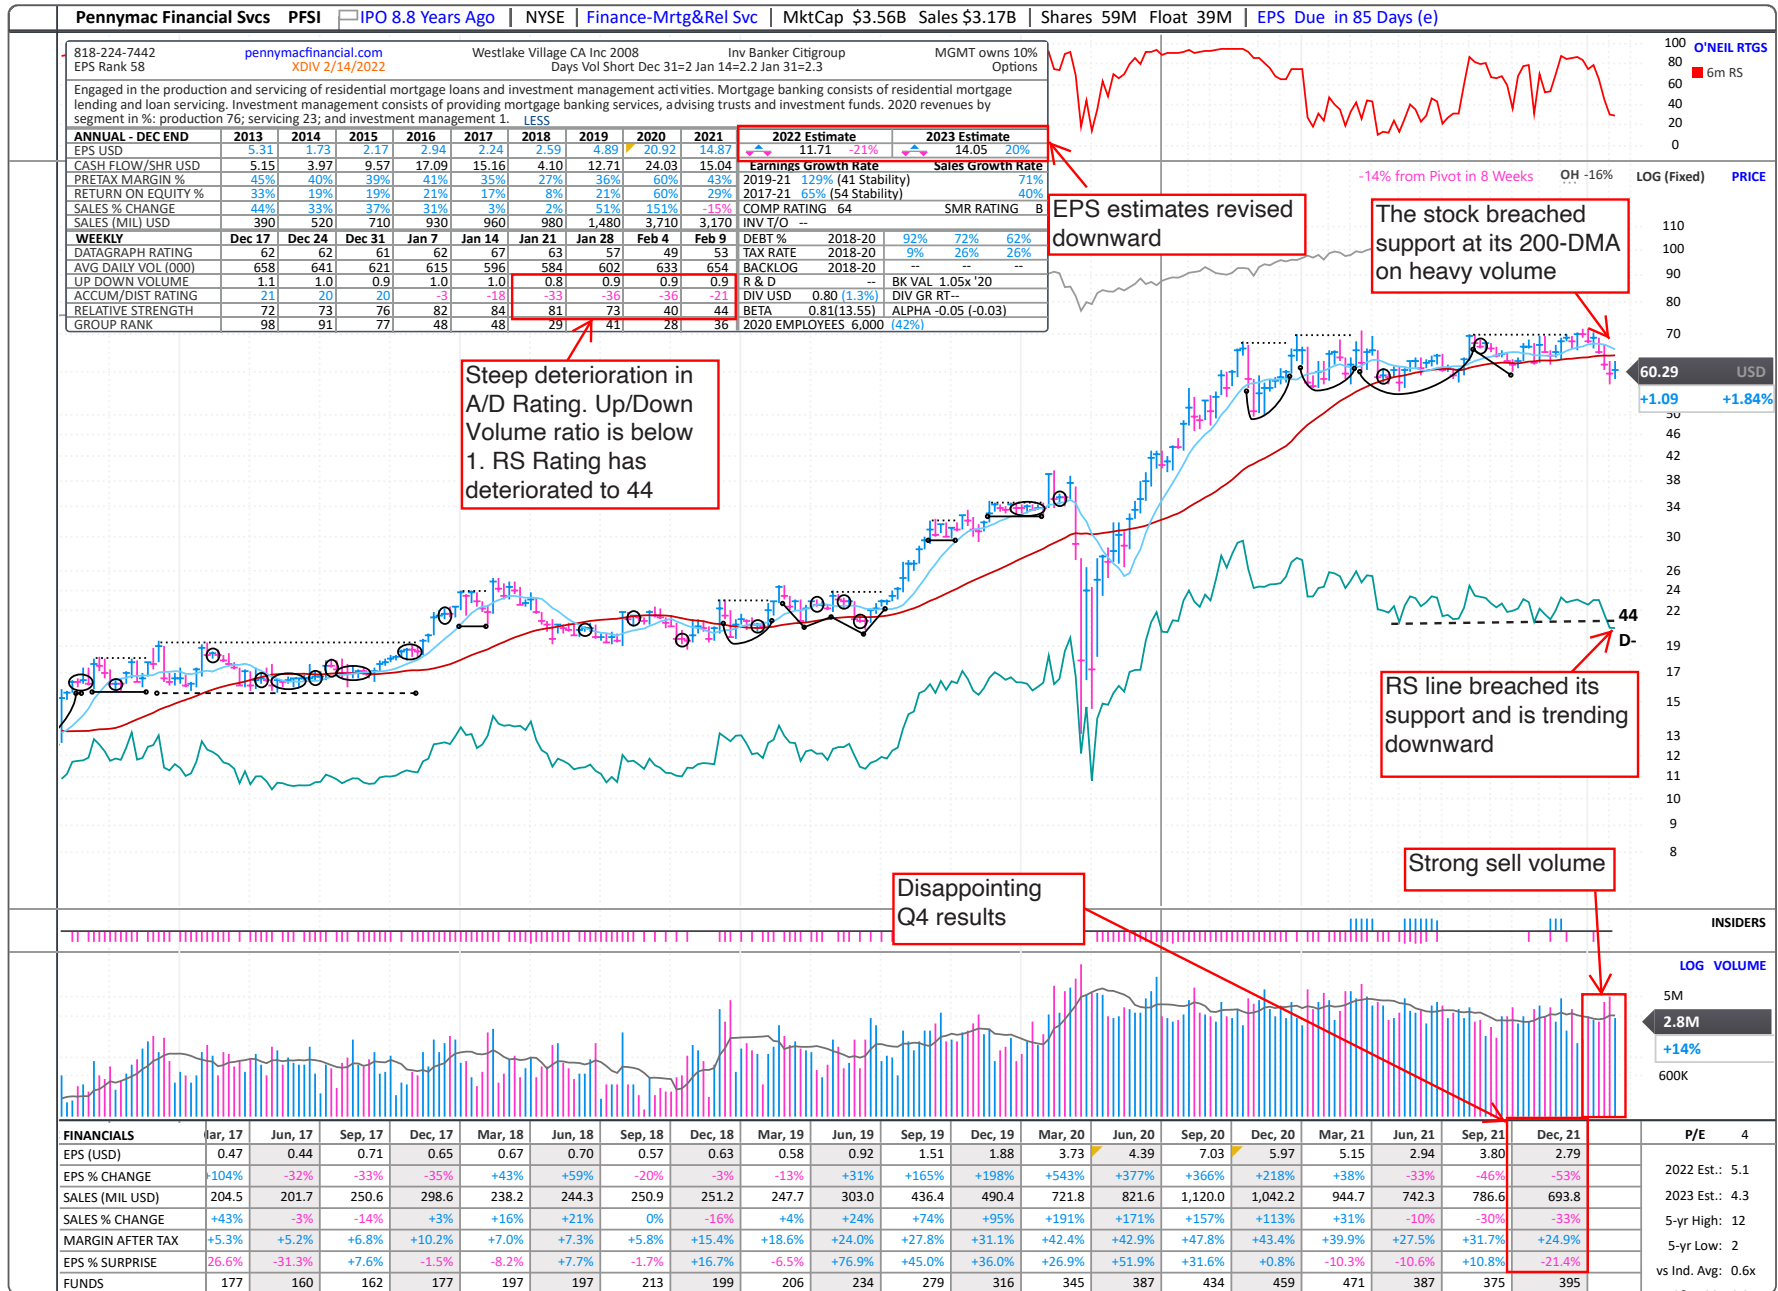 Pennymac Financial Svcs PFSI IPO 8.8 Years Ago | NYSE | Finance-Mrtg&Rel Svc | MktCap $3.56B Sales $3.17B | Shares 59M Float 39M | EPS Due in 85 Days (e)
818-224-7442 pennymacfinancial.com Westlake Village CA Inc 2008 Inv Banker Citigroup MGMT owns 10%
EPS Rank 58 XDIV 2/14/2022 Days Vol Short Dec 31=2 Jan 14=2.2 Jan 31=2.3 Options
Engaged in the production and servicing of residential mortgage loans and investment management activities. Mortgage banking consists of residential mortgage
lending and loan servicing. Investment management consists of providing mortgage banking services, advising trusts and investment funds. 2020 revenues by
segment in %: production 76; servicing 23; and investment management 1. LESS
ANNUAL - DEC END 2013 2014 2015 2016 2017 2018 2019 2020 2021 2022 Estimate 2023 Estimate
EPS USD 5.31 1.73 2.17 2.94 2.24 2.59 4.89 20.92 14.87 11.71 -21% 14.05 20%
CASH FLOW/SHR USD 5.15 3.97 9.57 17.09 15.16 4.10 12.71 24.03 15.04 Earnings Growth Rate Sales Growth Rate
PRETAX MARGIN % 45% 40% 39% 41% 35% 27% 36% 60% 43% 2019-21 129% (41 Stability) 71%
RETURN ON EQUITY % 33% 19% 19% 21% 17% 8% 21% 60% 29% 2017-21 65% (54 Stability) 40%
SALES % CHANGE 44% 33% 37% 31% 3% 2% 51% 151% -15% COMP RATING 64 SMR RATING B
SALES (MIL) USD 390 520 710 930 960 980 1,480 3,710 3,170 INV T/O --
WEEKLY Dec 17 Dec 24 Dec 31 Jan 7 Jan 14 Jan 21 Jan 28 Feb 4 Feb 9 DEBT % 2018-20 92% 72% 62%
DATAGRAPH RATING 62 62 61 62 67 63 57 49 53 TAX RATE 2018-20 9% 26% 26%
AVG DAILY VOL (000) 658 641 621 615 596 584 602 633 654 BACKLOG 2018-20 -- -- --
UP DOWN VOLUME 1.1 1.0 0.9 1.0 1.0 0.8 0.9 0.9 0.9 R & D -- BK VAL 1.05x '20
ACCUM/DIST RATING 21 20 20 -3 -18 -33 -36 -36 -21 DIV USD 0.80 (1.3%) DIV GR RT--
RELATIVE STRENGTH 72 73 76 82 84 81 73 40 44 BETA 0.81(13.55) ALPHA -0.05 (-0.03)
GROUP RANK 98 91 77 48 48 29 41 28 36 2020 EMPLOYEES 6,000 (42%)
100 O'NEIL RTGS
80 6m RS
60
40
20
0
-14% from Pivot in 8 Weeks OH -16% LOG (Fixed) PRICE
EPS estimates revised
downward
The stock breached
support at its 200-DMA
on heavy volume
110
100
90
80
70
60.29 USD
+1.09 +1.84%
50
46
42
38
34
30
26
24
22
19
17
15
13
12
11
10
9
8
Steep deterioration in
A/D Rating. Up/Down
Volume ratio is below
1. RS Rating has
deteriorated to 44
44
D-
RS line breached its
support and is trending
downward
Strong sell volume
Disappointing
Q4 results
INSIDERS
LOG VOLUME
5M
2.8M
+14%
600K
FINANCIALS ar, 17 Jun, 17 Sep, 17 Dec, 17 Mar, 18 Jun, 18 Sep, 18 Dec, 18 Mar, 19 Jun, 19 Sep, 19 Dec, 19 Mar, 20 Jun, 20 Sep, 20 Dec, 20 Mar, 21 Jun, 21 Sep, 21 Dec, 21 P/E 4
EPS (USD) 0.47 0.44 0.71 0.65 0.67 0.70 0.57 0.63 0.58 0.92 1.51 1.88 3.73 4.39 7.03 5.97 5.15 2.94 3.80 2.79
EPS % CHANGE +104% -32% -33% -35% +43% +59% -20% -3% -13% +31% +165% +198% +543% +377% +366% +218% +38% -33% -46% -53% 2022 Est.: 5.1
SALES (MIL USD) 204.5 201.7 250.6 298.6 238.2 244.3 250.9 251.2 247.7 303.0 436.4 490.4 721.8 821.6 1,120.0 1,042.2 944.7 742.3 786.6 693.8 2023 Est.: 4.3
SALES % CHANGE +43% -3% -14% +3% +16% +21% 0% -16% +4% +24% +74% +95% +191% +171% +157% +113% +31% -10% -30% -33% 5-yr High: 12
MARGIN AFTER TAX +5.3% +5.2% +6.8% +10.2% +7.0% +7.3% +5.8% +15.4% +18.6% +24.0% +27.8% +31.1% +42.4% +42.9% +47.8% +43.4% +39.9% +27.5% +31.7% +24.9% 5-yr Low: 2
EPS % SURPRISE 26.6% -31.3% +7.6% -1.5% -8.2% +7.7% -1.7% +16.7% -6.5% +76.9% +45.0% +36.0% +26.9% +51.9% +31.6% +0.8% -10.3% -10.6% +10.8% -21.4% vs Ind. Avg: 0.6x
FUNDS 177 160 162 177 197 197 213 199 206 234 279 316 345 387 434 459 471 387 375 395